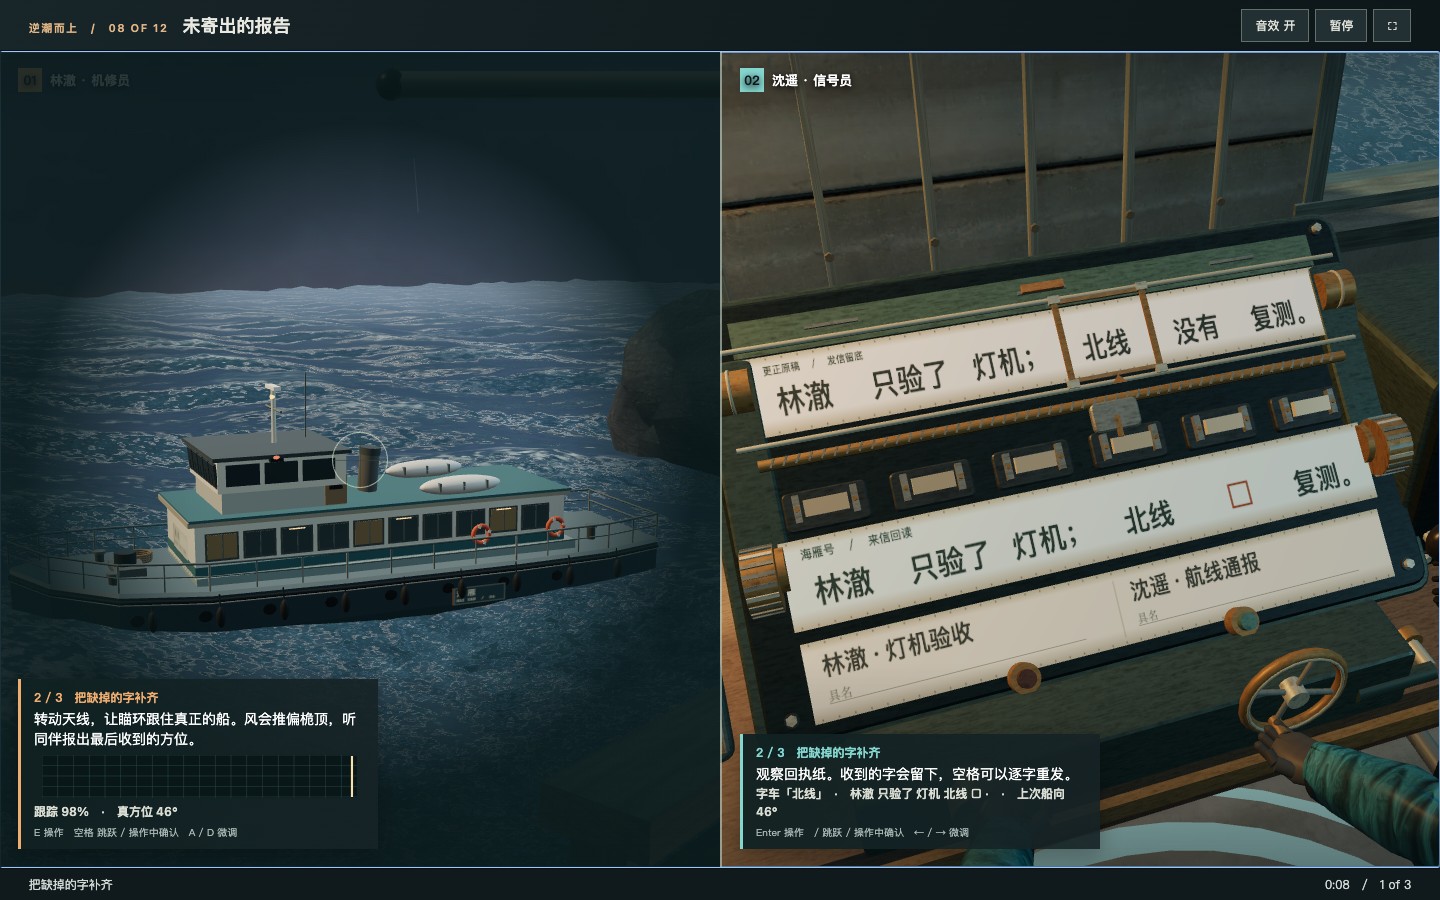 逆潮而上 / 08 OF 12 未寄出的报告
音效 开
暂停
01 林澈 · 机修员
02 沈遥 · 信号员
更正原稿 / 发信留底
林澈 只验了 灯机； 北线 没有 复测。
海雁号 / 来信回读
林澈 只验了 灯机； 北线 □ 复测。
林澈 · 灯机验收
具名
沈遥 · 航线通报
具名
2 / 3 把缺掉的字补齐
转动天线，让瞄环跟住真正的船。风会推偏桅顶，听
同伴报出最后收到的方位。
跟踪 98% · 真方位 46°
E 操作 空格 跳跃 / 操作中确认 A / D 微调
2 / 3 把缺掉的字补齐
观察回执纸。收到的字会留下，空格可以逐字重发。
字车「北线」 · 林澈 只验了 灯机 北线 □ · · 上次船向
46°
Enter 操作 / 跳跃 / 操作中确认 ← / → 微调
把缺掉的字补齐
0:08 / 1 of 3